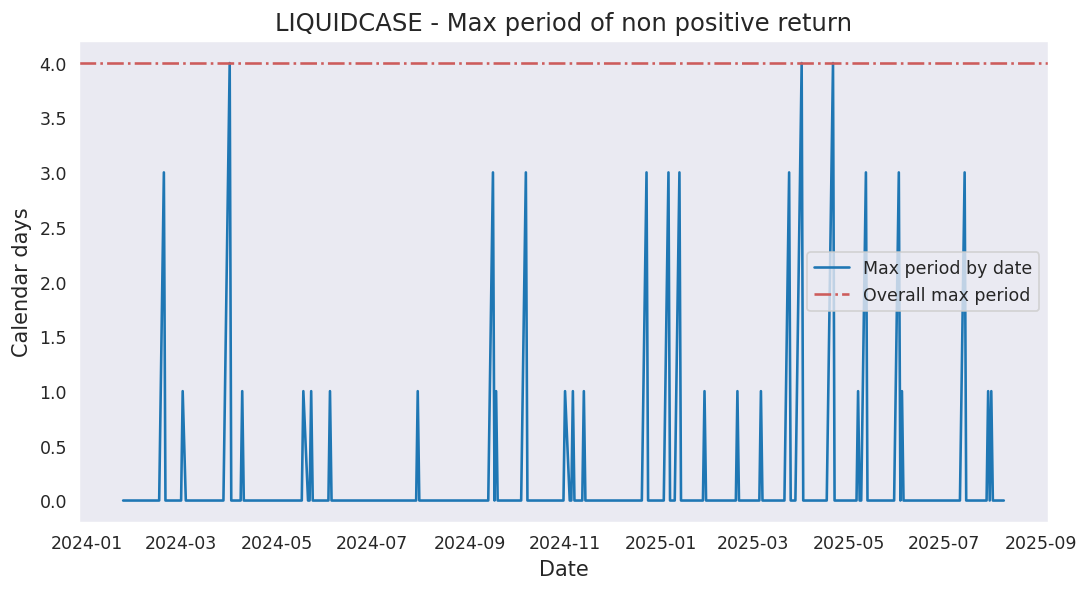 LIQUIDCASE - Max period of non positive return
4.0
3.5
3.0
2.5
2.0
1.5
1.0
0.5
0.0
Calendar days
Max period by date
Overall max period
2024-01 2024-03 2024-05 2024-07 2024-09 2024-11 2025-01 2025-03 2025-05 2025-07 2025-09
Date